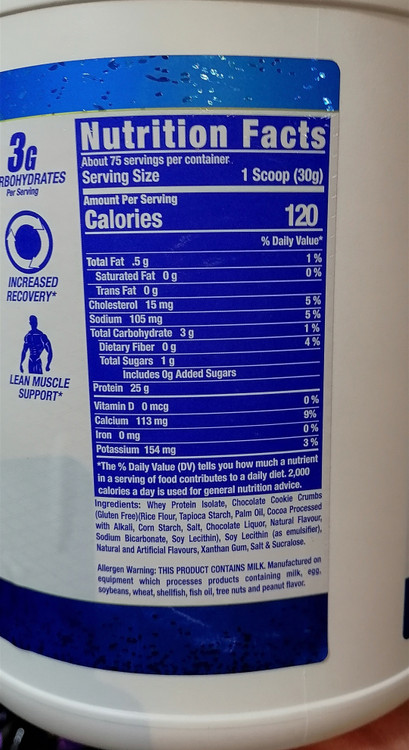 3G
RBOHYDRATES
Per Serving
INCREASED
RECOVERY*
LEAN MUSCLE
SUPPORT*
Nutrition Facts
About 75 servings per container
Serving Size 1 Scoop (30g)
Amount Per Serving
Calories 120
% Daily Value*
Total Fat .5 g 1%
Saturated Fat 0 g 0%
Trans Fat 0 g
Cholesterol 15 mg 5%
Sodium 105 mg 5%
Total Carbohydrate 3 g 1%
Dietary Fiber 0 g 4%
Total Sugars 1 g
Includes 0g Added Sugars
Protein 25 g
Vitamin D 0 mcg 0%
Calcium 113 mg 9%
Iron 0 mg 0%
Potassium 154 mg 3%
*The % Daily Value (DV) tells you how much a nutrient
in a serving of food contributes to a daily diet. 2,000
calories a day is used for general nutrition advice.
Ingredients: Whey Protein Isolate, Chocolate Cookie Crumbs
(Gluten Free)(Rice Flour, Tapioca Starch, Palm Oil, Cocoa Processed
with Alkali, Corn Starch, Salt, Chocolate Liquor, Natural Flavour,
Sodium Bicarbonate, Soy Lecithin), Soy Lecithin (as emulsifier),
Natural and Artificial Flavours, Xanthan Gum, Salt & Sucralose.
Allergen Warning: THIS PRODUCT CONTAINS MILK. Manufactured on
equipment which processes products containing milk, egg,
soybeans, wheat, shellfish, fish oil, tree nuts and peanut flavor.